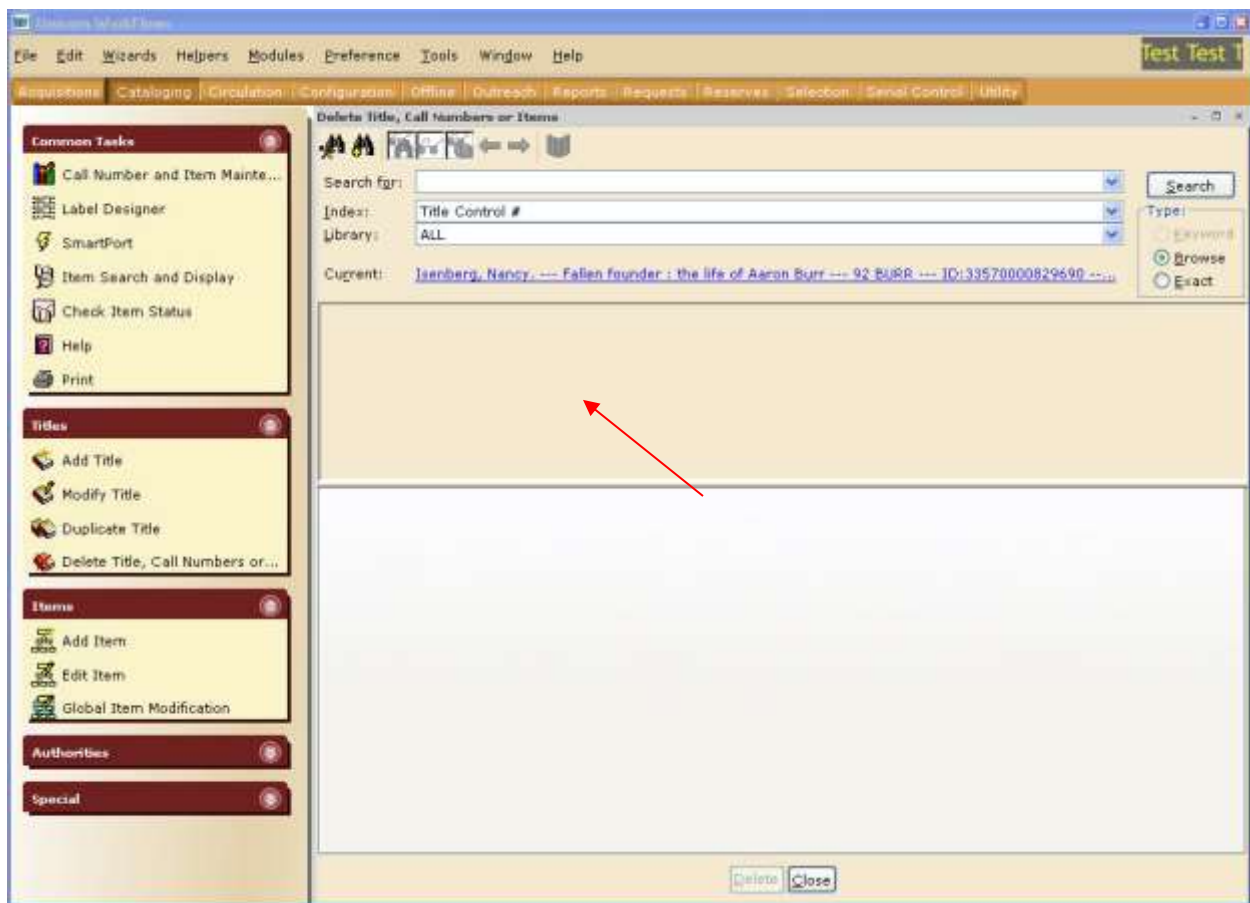 File Edit Wizards Helpers Modules Preference Tools Window Help
Test Test T
Acquisitions Cataloging Circulation Configuration Offline Outreach Reports Requests Reserves Selection Serial Control Utility
Delete Title, Call Numbers or Items
Common Tasks
Call Number and Item Mainte...
Label Designer
SmartPort
Item Search and Display
Check Item Status
Help
Print
Titles
Add Title
Modify Title
Duplicate Title
Delete Title, Call Numbers or...
Items
Add Item
Edit Item
Global Item Modification
Authorities
Special
Search for:
Search
Index: Title Control #
Library: ALL
Type:
Keyword
Browse
Exact
Current: Isenberg, Nancy. --- Fallen founder : the life of Aaron Burr --- 92 BURR --- ID:33570000829690 --...
Delete Close